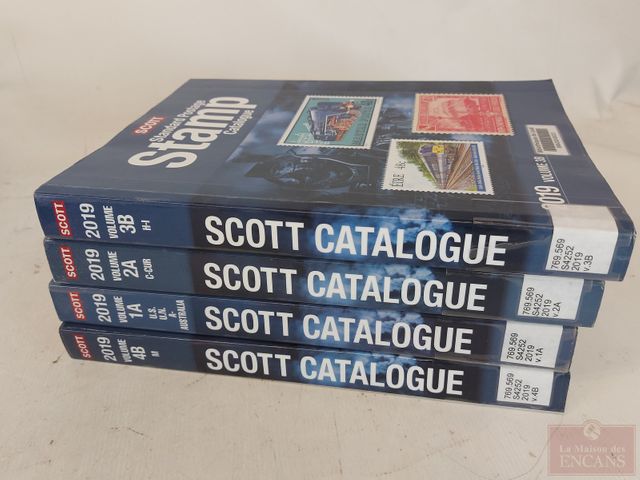 SCOTT
Standard Postage
Stamp
Catalogue
ÉIRE 48c
2019 VOLUME 3B
SCOTT
2019
VOLUME
3B
H-I
SCOTT CATALOGUE
769.569
S4252
2019
v.3B
SCOTT
2019
VOLUME
2A
C-CUR
SCOTT CATALOGUE
769.569
S4252
2019
v.2A
SCOTT
2019
VOLUME
1A
U.S.
U.N.
A-
AUSTRALIA
SCOTT CATALOGUE
769.569
S4252
2019
v.1A
SCOTT
2019
VOLUME
4B
M
SCOTT CATALOGUE
769.569
S4252
2019
v.4B
La Maison des
ENCANS